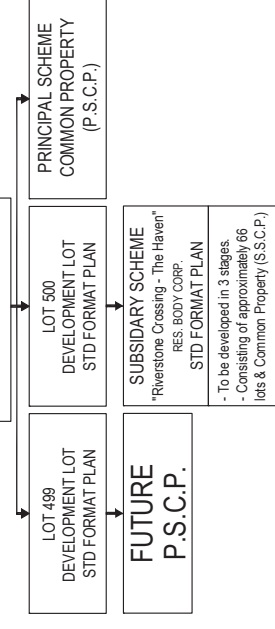 LOT 499
DEVELOPMENT LOT
STD FORMAT PLAN
FUTURE
P.S.C.P.
LOT 500
DEVELOPMENT LOT
STD FORMAT PLAN
SUBSIDARY SCHEME
"Riverstone Crossing - The Haven"
RES. BODY CORP.
STD FORMAT PLAN
- To be developed in 3 stages.
- Consisting of approximately 66
lots & Common Property (S.S.C.P.)
PRINCIPAL SCHEME
COMMON PROPERTY
(P.S.C.P.)